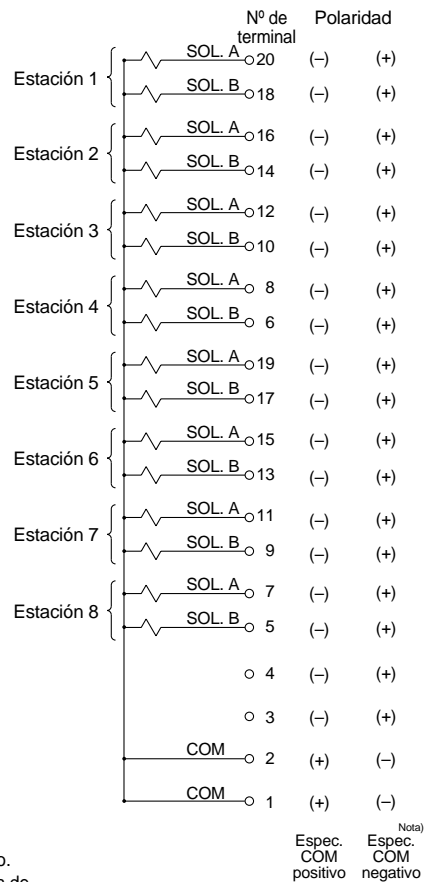 Nº de terminal Polaridad
Estación 1
SOL. A 20 (–) (+)
SOL. B 18 (–) (+)
Estación 2
SOL. A 16 (–) (+)
SOL. B 14 (–) (+)
Estación 3
SOL. A 12 (–) (+)
SOL. B 10 (–) (+)
Estación 4
SOL. A 8 (–) (+)
SOL. B 6 (–) (+)
Estación 5
SOL. A 19 (–) (+)
SOL. B 17 (–) (+)
Estación 6
SOL. A 15 (–) (+)
SOL. B 13 (–) (+)
Estación 7
SOL. A 11 (–) (+)
SOL. B 9 (–) (+)
Estación 8
SOL. A 7 (–) (+)
SOL. B 5 (–) (+)
4 (–) (+)
3 (–) (+)
COM 2 (+) (–)
COM 1 (+) (–)
Nota)
Espec. Espec.
COM COM
positivo negativo
o.